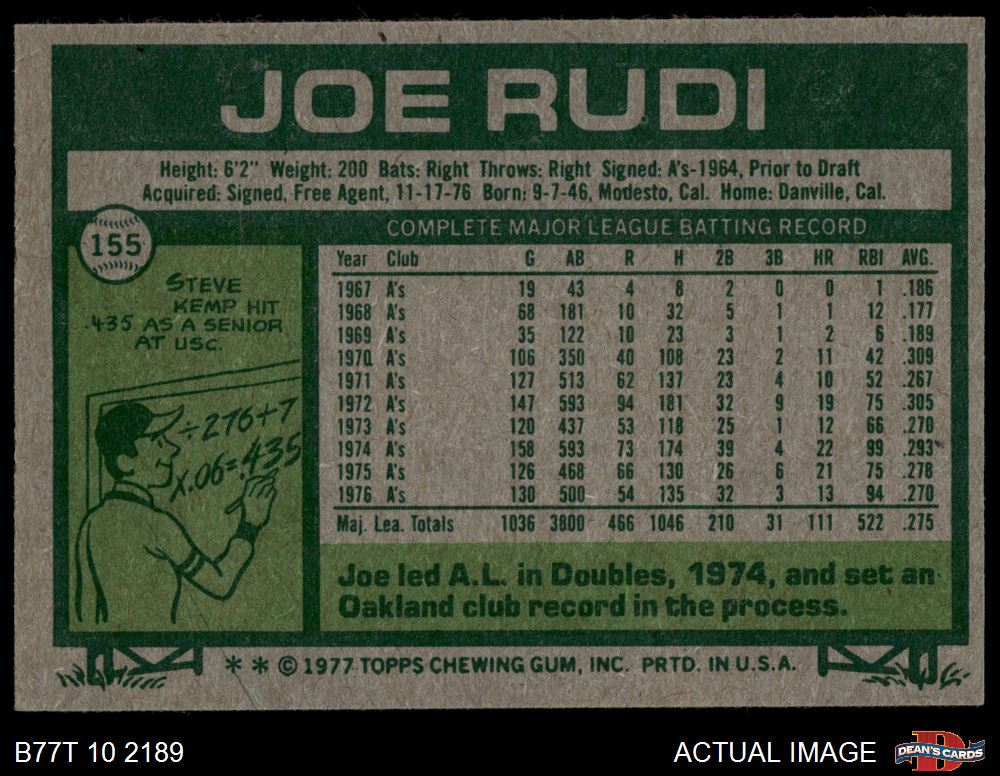 JOE RUDI
Height: 6'2" Weight: 200 Bats: Right Throws: Right Signed: A's-1964, Prior to Draft
Acquired: Signed, Free Agent, 11-17-76 Born: 9-7-46, Modesto, Cal. Home: Danville, Cal.
155
STEVE
KEMP HIT
.435 AS A SENIOR
AT USC.
÷276+7
X.06=.435
COMPLETE MAJOR LEAGUE BATTING RECORD
Year Club G AB R H 2B 3B HR RBI AVG.
1967 A's 19 43 4 8 2 0 0 1 .186
1968 A's 68 181 10 32 5 1 1 12 .177
1969 A's 35 122 10 23 3 1 2 6 .189
1970 A's 106 350 40 108 23 2 11 42 .309
1971 A's 127 513 62 137 23 4 10 52 .267
1972 A's 147 593 94 181 32 9 19 75 .305
1973 A's 120 437 53 118 25 1 12 66 .270
1974 A's 158 593 73 174 39 4 22 99 .293
1975 A's 126 468 66 130 26 6 21 75 .278
1976 A's 130 500 54 135 32 3 13 94 .270
Maj. Lea. Totals 1036 3800 466 1046 210 31 111 522 .275
Joe led A.L. in Doubles, 1974, and set an
Oakland club record in the process.
* * © 1977 TOPPS CHEWING GUM, INC. PRTD. IN U.S.A.
B77T 10 2189
ACTUAL IMAGE
DEAN'S CARDS